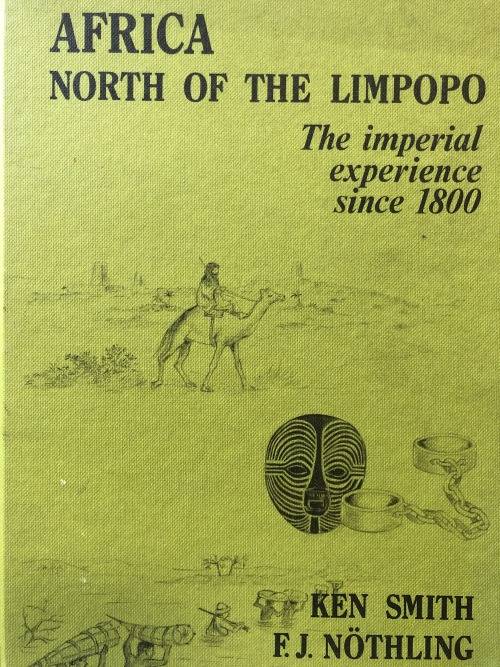 AFRICA
NORTH OF THE LIMPOPO
The imperial
experience
since 1800
KEN SMITH
F.J. NÖTHLING